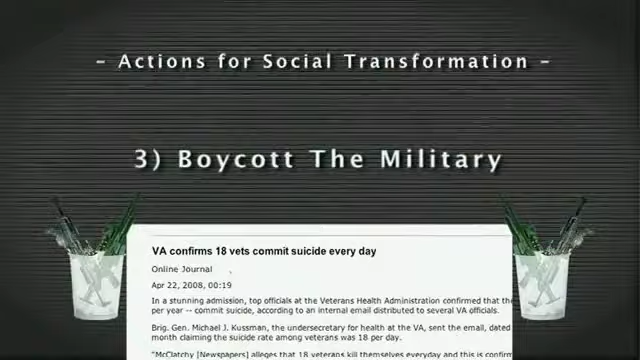 - Actions for Social Transformation -
3) Boycott The Military
VA confirms 18 vets commit suicide every day
Online Journal
Apr 22, 2008, 00:19
In a stunning admission, top officials at the Veterans Health Administration confirmed that the
per year -- commit suicide, according to an internal email distributed to several VA officials.
Brig. Gen. Michael J. Kussman, the undersecretary for health at the VA, sent the email, dated
month claiming the suicide rate among veterans was 18 per day.
"McClatchy [Newspapers] alleges that 18 veterans kill themselves everyday and this is confirm